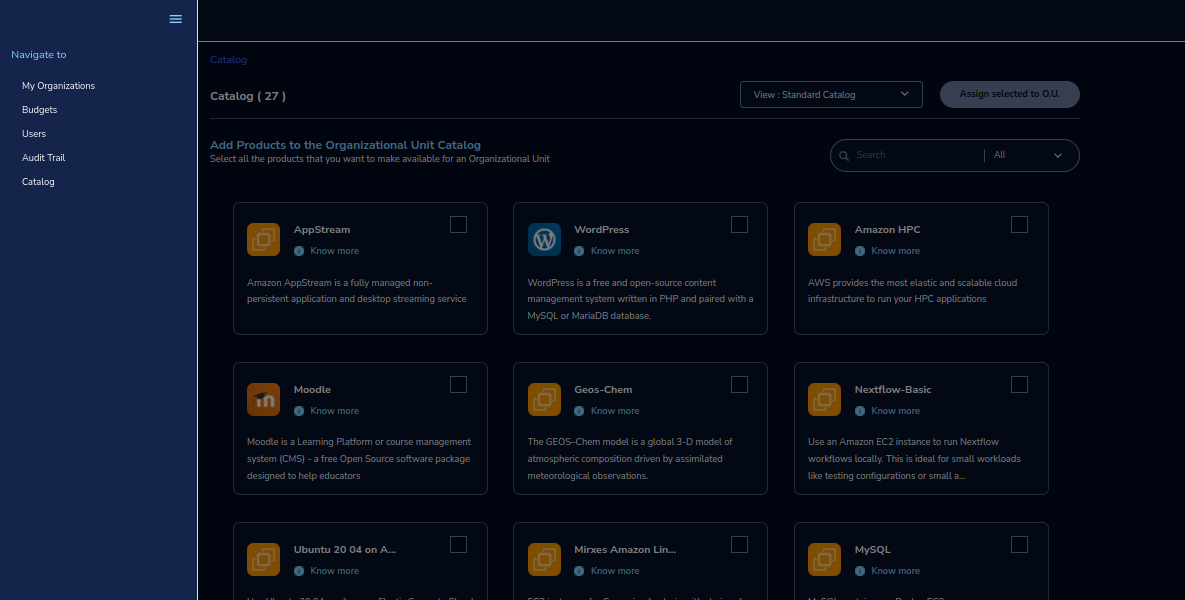 Navigate to
My Organizations
Budgets
Users
Audit Trail
Catalog
Catalog
Catalog ( 27 )
View : Standard Catalog
Assign selected to O.U.
Add Products to the Organizational Unit Catalog
Select all the products that you want to make available for an Organizational Unit
Search
All
AppStream
Know more
Amazon AppStream is a fully managed non-
persistent application and desktop streaming service
WordPress
Know more
WordPress is a free and open-source content
management system written in PHP and paired with a
MySQL or MariaDB database.
Amazon HPC
Know more
AWS provides the most elastic and scalable cloud
infrastructure to run your HPC applications
Moodle
Know more
Moodle is a Learning Platform or course management
system (CMS) - a free Open Source software package
designed to help educators
Geos-Chem
Know more
The GEOS–Chem model is a global 3-D model of
atmospheric composition driven by assimilated
meteorological observations.
Nextflow-Basic
Know more
Use an Amazon EC2 instance to run Nextflow
workflows locally. This is ideal for small workloads
like testing configurations or small a...
Ubuntu 20 04 on A...
Know more
Mirxes Amazon Lin...
Know more
MySQL
Know more